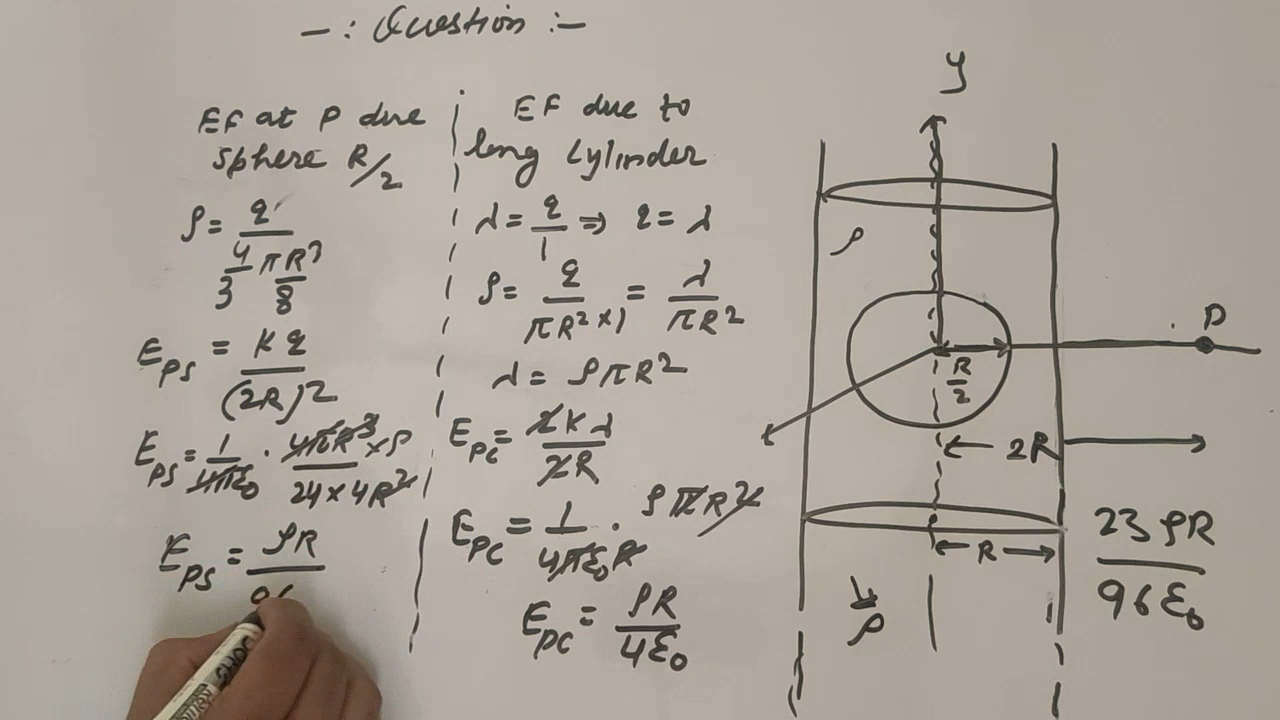 -: Question :-
EF at P due
sphere R/2
ρ = q / (4/3 π R³/8)
E_PS = Kq / (2R)²
E_PS = 1/4πε₀ · 4πR³ × ρ / 24 × 4R²
E_PS = ρR / 96
EF due to
long Cylinder
λ = q/1 ⇒ q = λ
ρ = q / (πR² × 1) = λ / πR²
λ = ρπR²
E_PC = 2Kλ / 2R
E_PC = 1 / 4πε₀R · ρπR²
E_PC = ρR / 4ε₀
y
ρ
P
R/2
2R
R
ρ
23ρR / 96ε₀